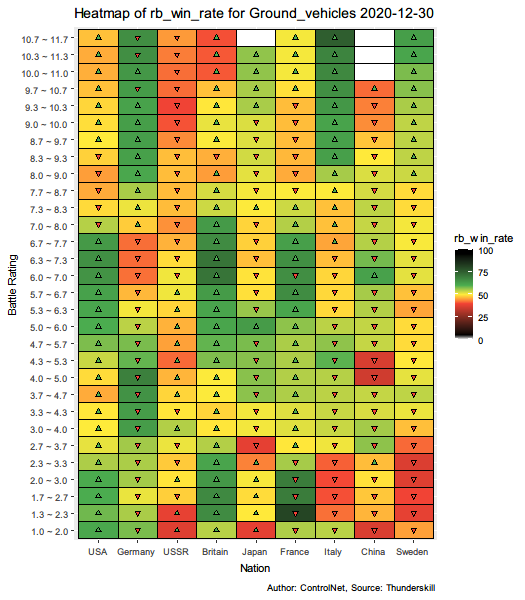 Heatmap of rb_win_rate for Ground_vehicles 2020-12-30
Battle Rating
10.7 ~ 11.7
10.3 ~ 11.3
10.0 ~ 11.0
9.7 ~ 10.7
9.3 ~ 10.3
9.0 ~ 10.0
8.7 ~ 9.7
8.3 ~ 9.3
8.0 ~ 9.0
7.7 ~ 8.7
7.3 ~ 8.3
7.0 ~ 8.0
6.7 ~ 7.7
6.3 ~ 7.3
6.0 ~ 7.0
5.7 ~ 6.7
5.3 ~ 6.3
5.0 ~ 6.0
4.7 ~ 5.7
4.3 ~ 5.3
4.0 ~ 5.0
3.7 ~ 4.7
3.3 ~ 4.3
3.0 ~ 4.0
2.7 ~ 3.7
2.3 ~ 3.3
2.0 ~ 3.0
1.7 ~ 2.7
1.3 ~ 2.3
1.0 ~ 2.0
USA Germany USSR Britain Japan France Italy China Sweden
Nation
rb_win_rate
100
75
50
25
0
Author: ControlNet, Source: Thunderskill